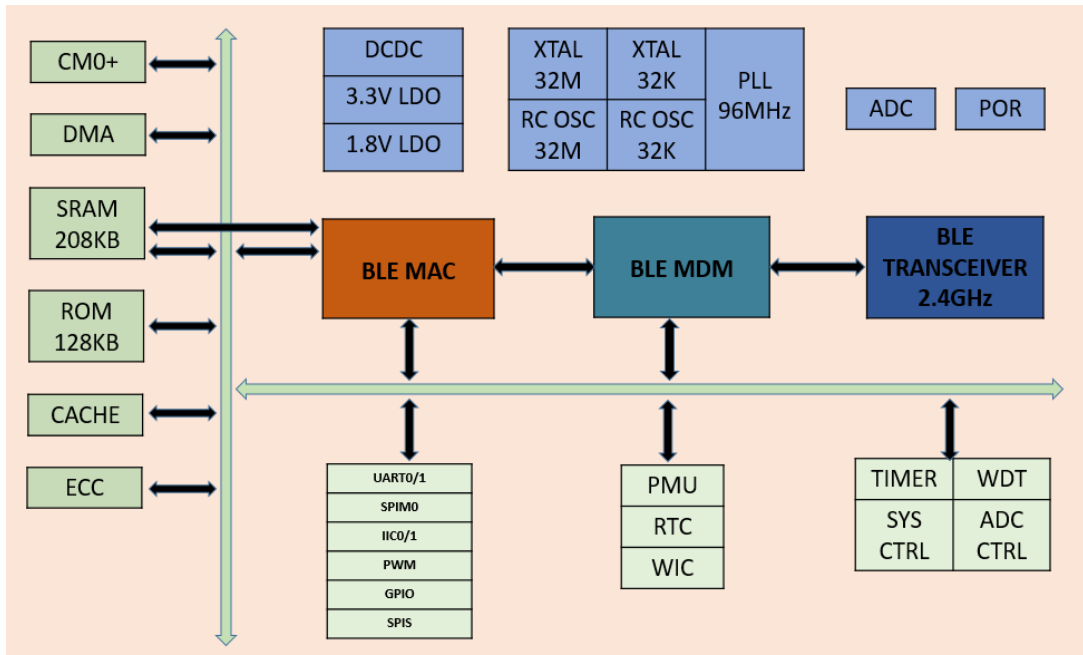 CM0+
DMA
SRAM
208KB
ROM
128KB
CACHE
ECC
DCDC
3.3V LDO
1.8V LDO
XTAL
32M
XTAL
32K
RC OSC
32M
RC OSC
32K
PLL
96MHz
ADC
POR
BLE MAC
BLE MDM
BLE
TRANSCEIVER
2.4GHz
UART0/1
SPIM0
IIC0/1
PWM
GPIO
SPIS
PMU
RTC
WIC
TIMER
WDT
SYS
CTRL
ADC
CTRL